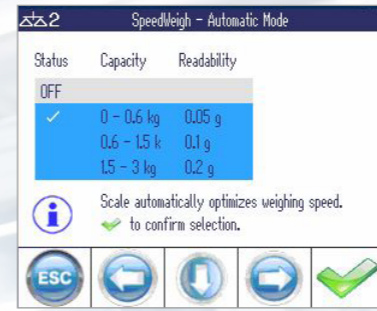 2 SpeedWeigh - Automatic Mode
Status Capacity Readability
OFF
0 - 0.6 kg 0.05 g
0.6 - 1.5 k 0.1 g
1.5 - 3 kg 0.2 g
Scale automatically optimizes weighing speed.
to confirm selection.
ESC